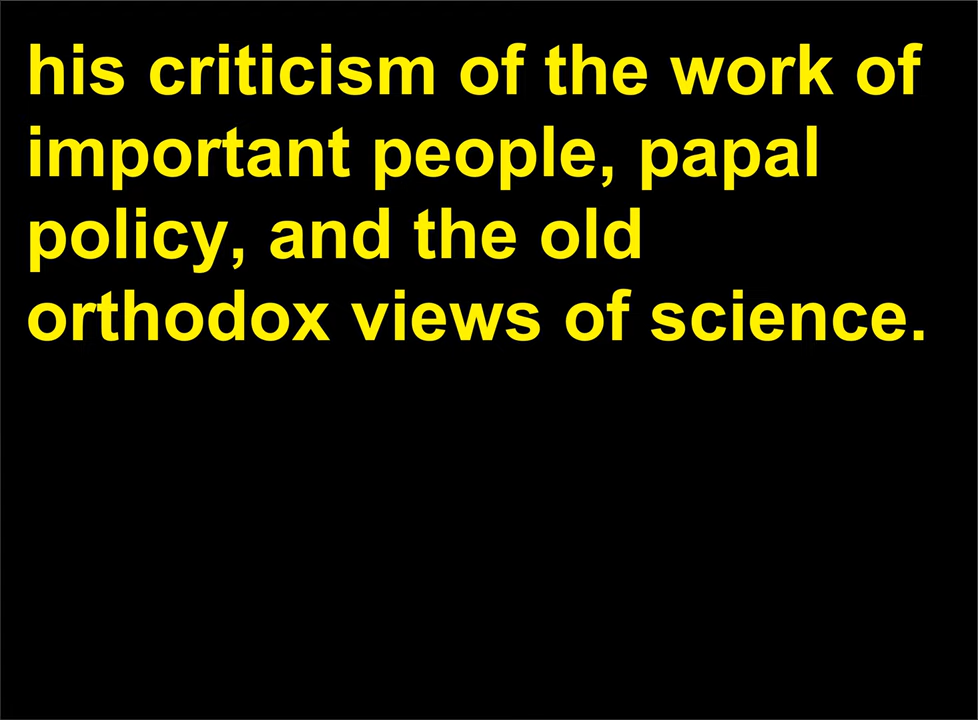 his criticism of the work of
important people, papal
policy, and the old
orthodox views of science.